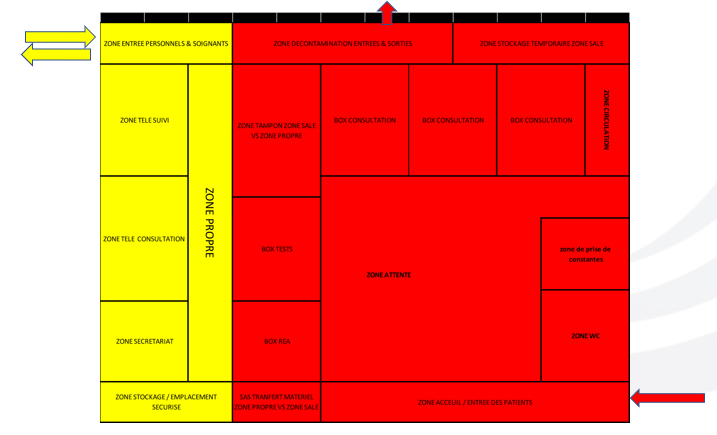 ZONE ENTREE PERSONNELS & SOIGNANTS
ZONE DECONTAMINATION ENTREES & SORTIES
ZONE STOCKAGE TEMPORAIRE ZONE SALE
ZONE TELE SUIVI
ZONE TAMPON ZONE SALE
VS ZONE PROPRE
BOX CONSULTATION
BOX CONSULTATION
BOX CONSULTATION
ZONE CIRCULATION
ZONE PROPRE
ZONE TELE CONSULTATION
BOX TESTS
ZONE ATTENTE
zone de prise de
constantes
ZONE SECRETARIAT
BOX REA
ZONE WC
ZONE STOCKAGE / EMPLACEMENT
SECURISE
SAS TRANFERT MATERIEL
ZONE PROPRE VS ZONE SALE
ZONE ACCEUIL / ENTREE DES PATIENTS